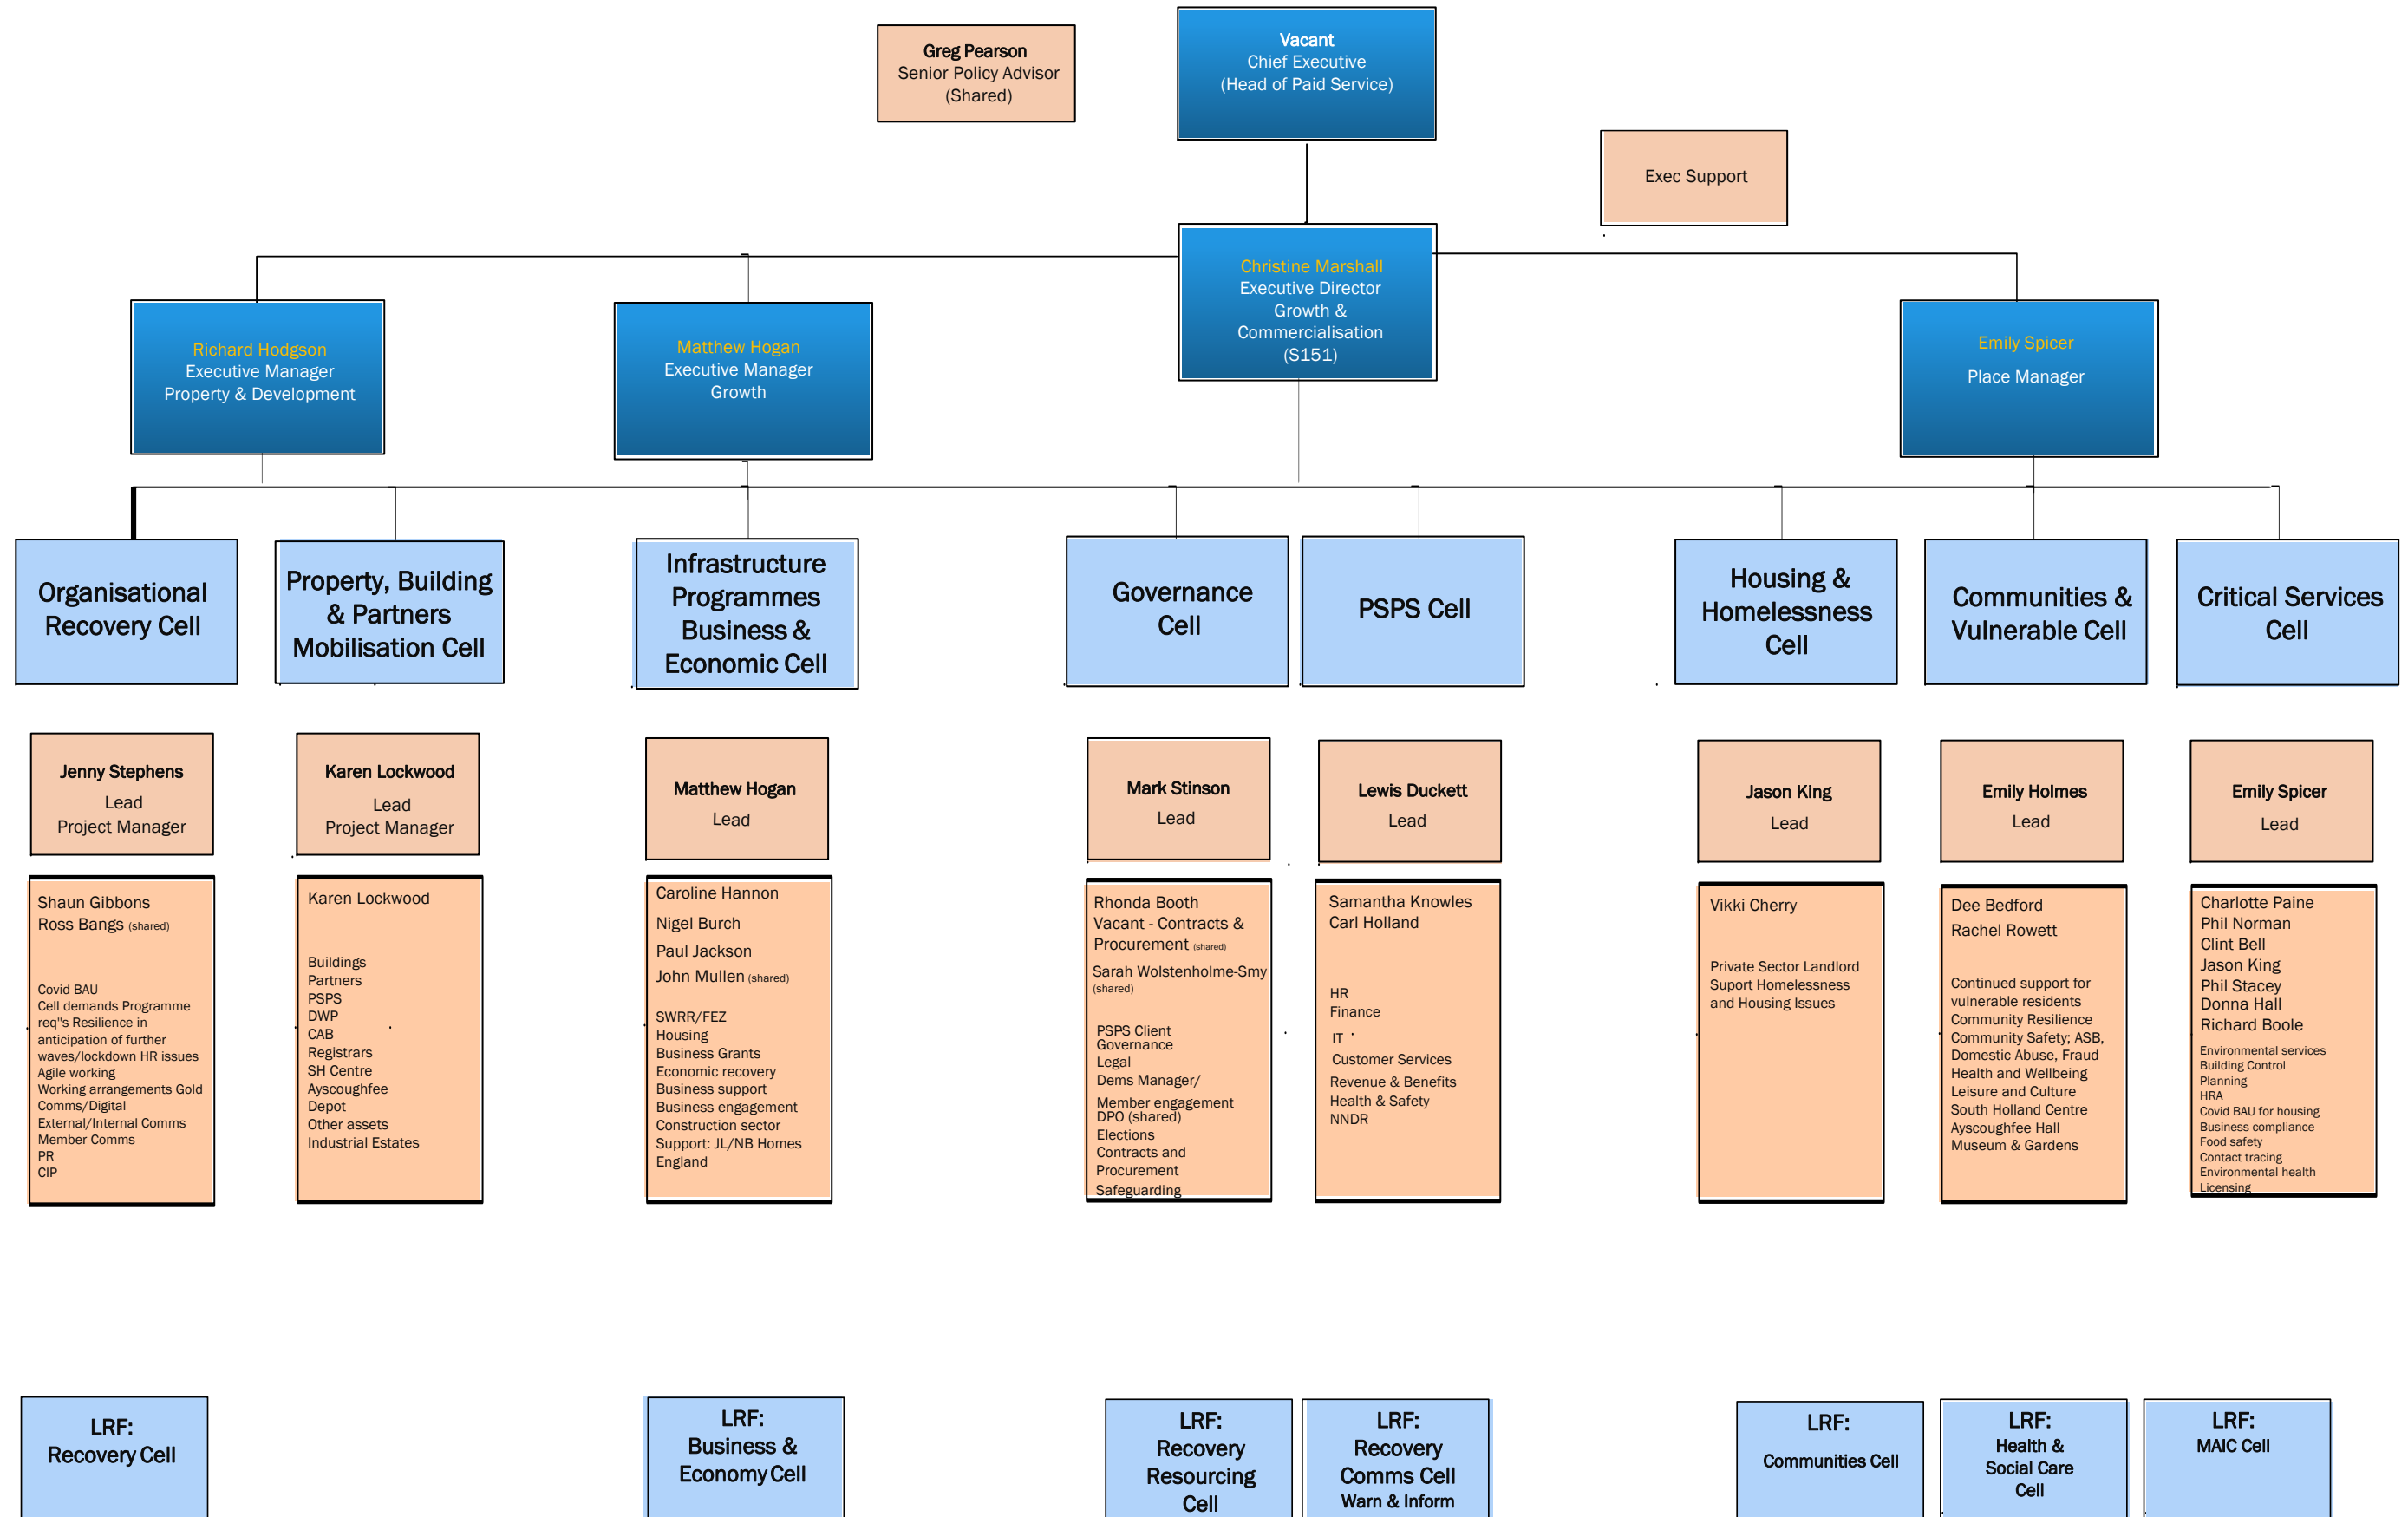 Greg Pearson
Senior Policy Advisor
(Shared)
Vacant
Chief Executive
(Head of Paid Service)
Exec Support
Christine Marshall
Executive Director
Growth &
Commercialisation
(S151)
Richard Hodgson
Executive Manager
Property & Development
Matthew Hogan
Executive Manager
Growth
Emily Spicer
Place Manager
Organisational
Recovery Cell
Property, Building
& Partners
Mobilisation Cell
Infrastructure
Programmes
Business &
Economic Cell
Governance
Cell
PSPS Cell
Housing &
Homelessness
Cell
Communities &
Vulnerable Cell
Critical Services
Cell
Jenny Stephens
Lead
Project Manager
Karen Lockwood
Lead
Project Manager
Matthew Hogan
Lead
Mark Stinson
Lead
Lewis Duckett
Lead
Jason King
Lead
Emily Holmes
Lead
Emily Spicer
Lead
Shaun Gibbons
Ross Bangs (shared)
Covid BAU
Cell demands Programme
req"s Resilience in
anticipation of further
waves/lockdown HR issues
Agile working
Working arrangements Gold
Comms/Digital
External/Internal Comms
Member Comms
PR
CIP
Karen Lockwood
Buildings
Partners
PSPS
DWP
CAB
Registrars
SH Centre
Ayscoughfee
Depot
Other assets
Industrial Estates
Caroline Hannon
Nigel Burch
Paul Jackson
John Mullen (shared)
SWRR/FEZ
Housing
Business Grants
Economic recovery
Business support
Business engagement
Construction sector
Support: JL/NB Homes
England
Rhonda Booth
Vacant - Contracts &
Procurement (shared)
Sarah Wolstenholme-Smy
(shared)
PSPS Client
Governance
Legal
Dems Manager/
Member engagement
DPO (shared)
Elections
Contracts and
Procurement
Safeguarding
Samantha Knowles
Carl Holland
HR
Finance
IT
Customer Services
Revenue & Benefits
Health & Safety
NNDR
Vikki Cherry
Private Sector Landlord
Suport Homelessness
and Housing Issues
Dee Bedford
Rachel Rowett
Continued support for
vulnerable residents
Community Resilience
Community Safety; ASB,
Domestic Abuse, Fraud
Health and Wellbeing
Leisure and Culture
South Holland Centre
Ayscoughfee Hall
Museum & Gardens
Charlotte Paine
Phil Norman
Clint Bell
Jason King
Phil Stacey
Donna Hall
Richard Boole
Environmental services
Building Control
Planning
HRA
Covid BAU for housing
Business compliance
Food safety
Contact tracing
Environmental health
Licensing
LRF:
Recovery Cell
LRF:
Business &
Economy Cell
LRF:
Recovery
Resourcing
Cell
LRF:
Recovery
Comms Cell
Warn & Inform
LRF:
Communities Cell
LRF:
Health &
Social Care
Cell
LRF:
MAIC Cell